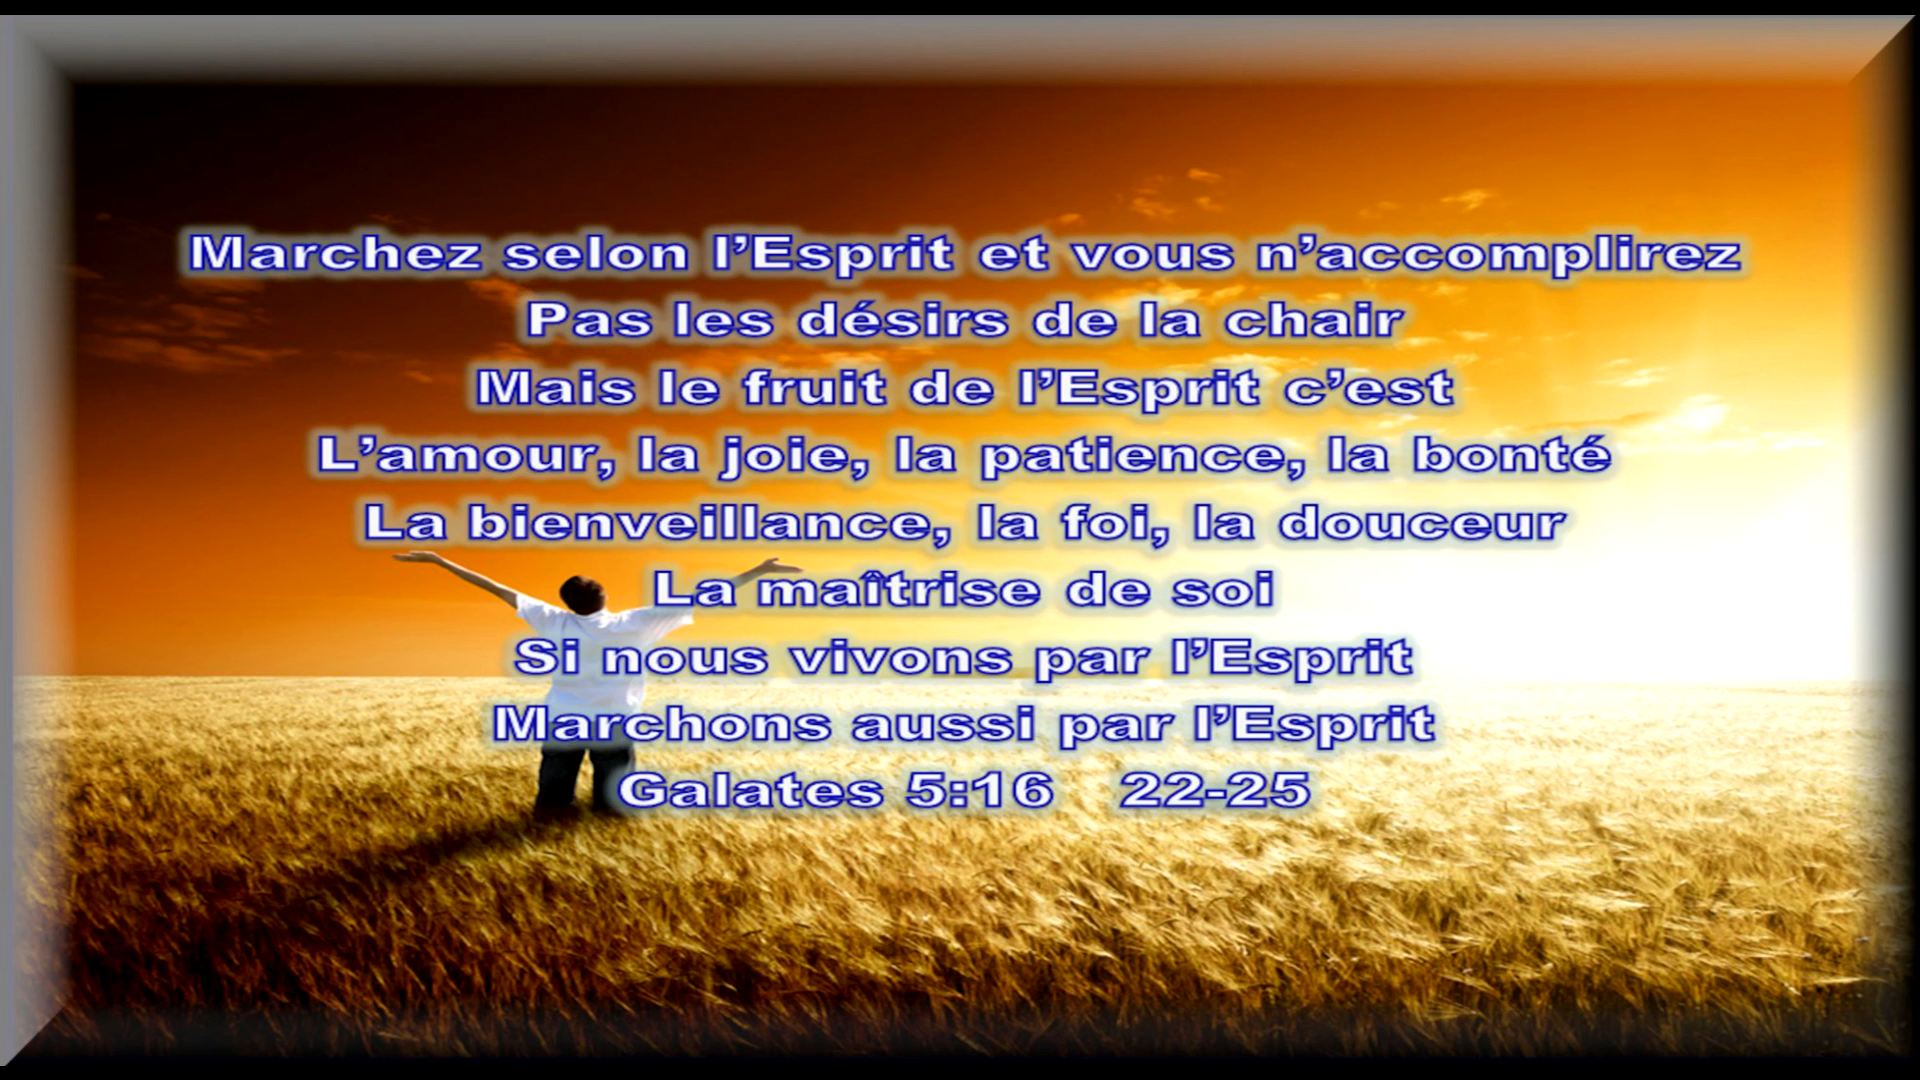 Marchez selon l’Esprit et vous n’accomplirez
Pas les désirs de la chair
Mais le fruit de l’Esprit c’est
L’amour, la joie, la patience, la bonté
La bienveillance, la foi, la douceur
La maîtrise de soi
Si nous vivons par l’Esprit
Marchons aussi par l’Esprit
Galates 5:16 22-25